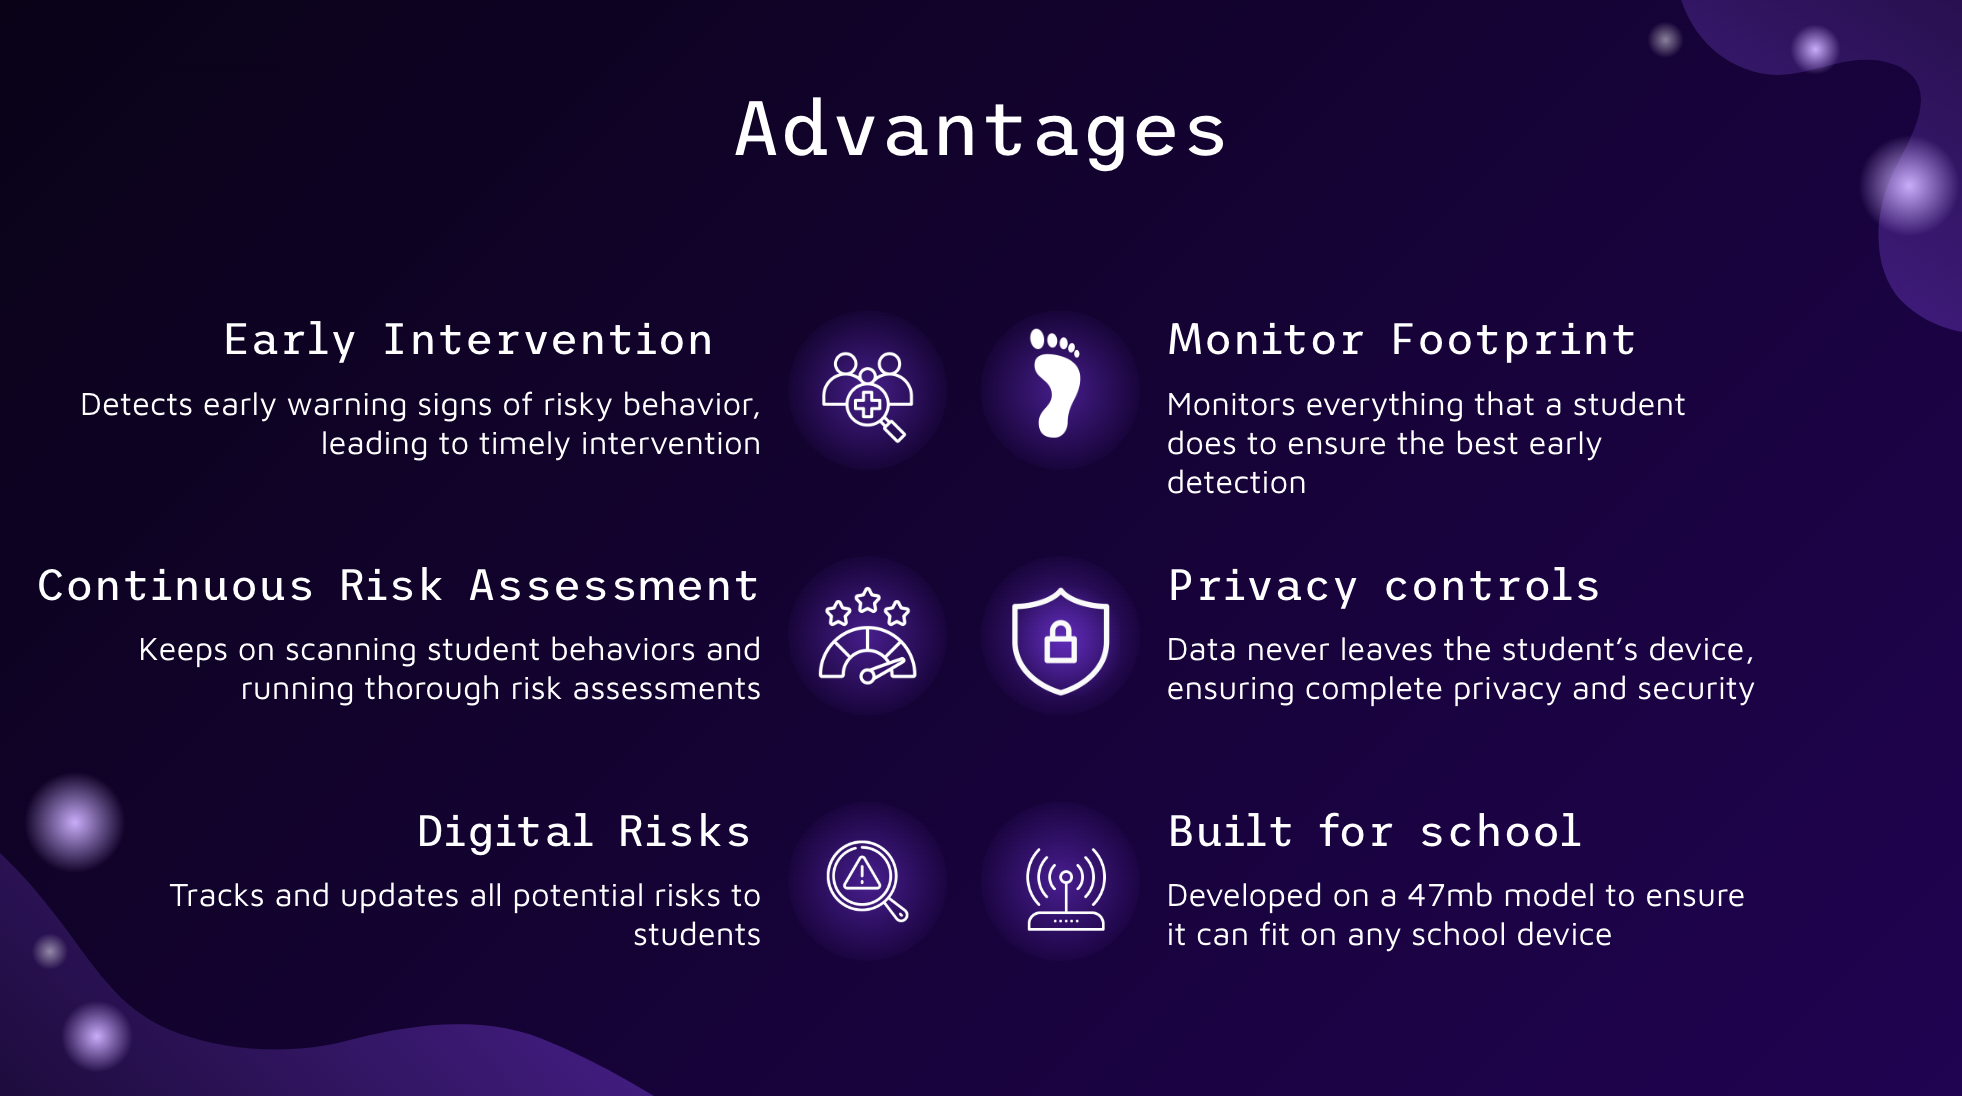 Advantages
Early Intervention
Detects early warning signs of risky behavior,
leading to timely intervention
Monitor Footprint
Monitors everything that a student
does to ensure the best early
detection
Continuous Risk Assessment
Keeps on scanning student behaviors and
running thorough risk assessments
Privacy controls
Data never leaves the student’s device,
ensuring complete privacy and security
Digital Risks
Tracks and updates all potential risks to
students
Built for school
Developed on a 47mb model to ensure
it can fit on any school device